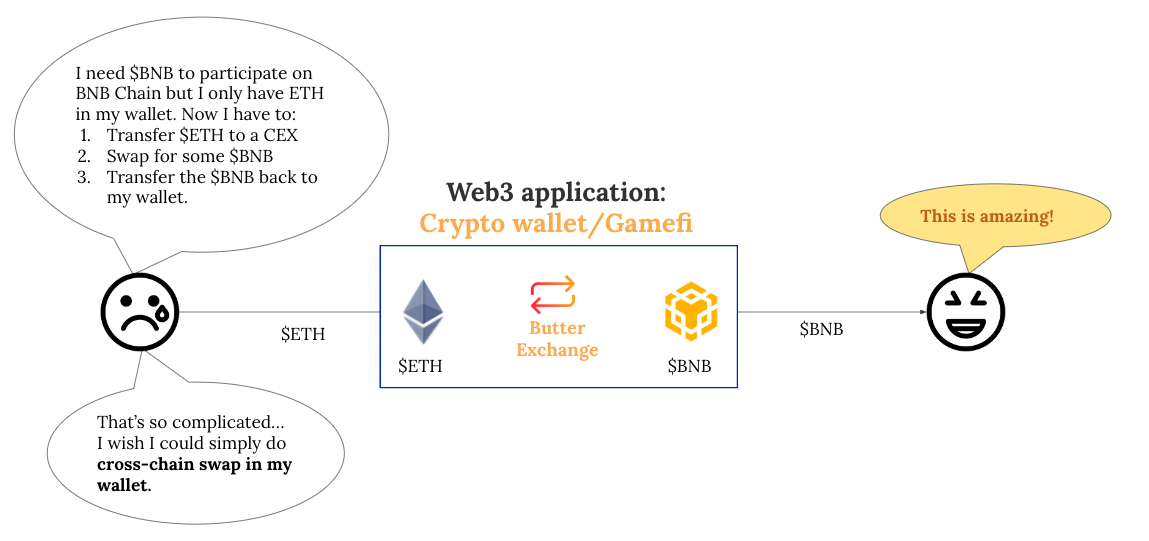 I need $BNB to participate on
BNB Chain but I only have ETH
in my wallet. Now I have to:
1. Transfer $ETH to a CEX
2. Swap for some $BNB
3. Transfer the $BNB back to
my wallet.
Web3 application:
Crypto wallet/Gamefi
This is amazing!
$ETH
Butter
Exchange
$ETH
$BNB
$BNB
That's so complicated...
I wish I could simply do
cross-chain swap in my
wallet.